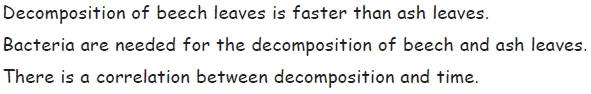 Decomposition of beech leaves is faster than ash leaves.
Bacteria are needed for the decomposition of beech and ash leaves.
There is a correlation between decomposition and time.